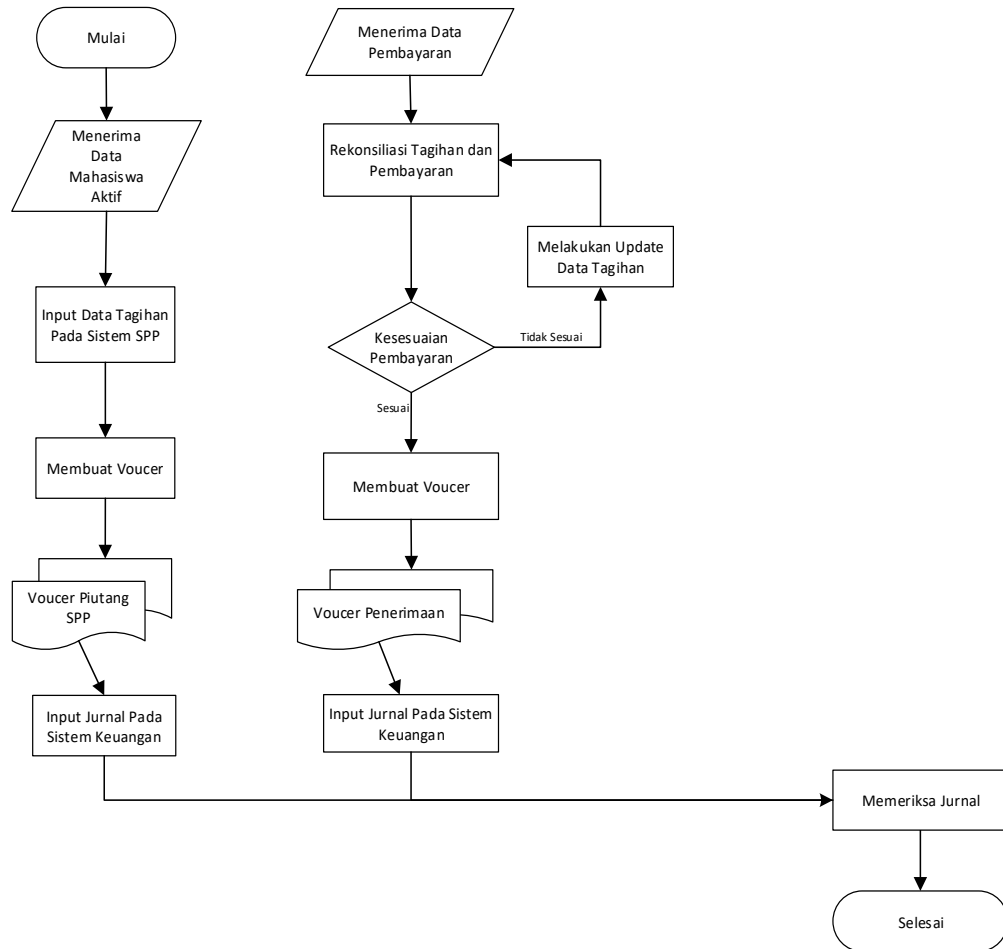 Mulai
Menerima
Data
Mahasiswa
Aktif
Input Data Tagihan
Pada Sistem SPP
Membuat Voucer
Voucer Piutang
SPP
Input Jurnal Pada
Sistem Keuangan
Menerima Data
Pembayaran
Rekonsiliasi Tagihan dan
Pembayaran
Melakukan Update
Data Tagihan
Kesesuaian
Pembayaran
Tidak Sesuai
Sesuai
Membuat Voucer
Voucer Penerimaan
Input Jurnal Pada Sistem
Keuangan
Memeriksa Jurnal
Selesai